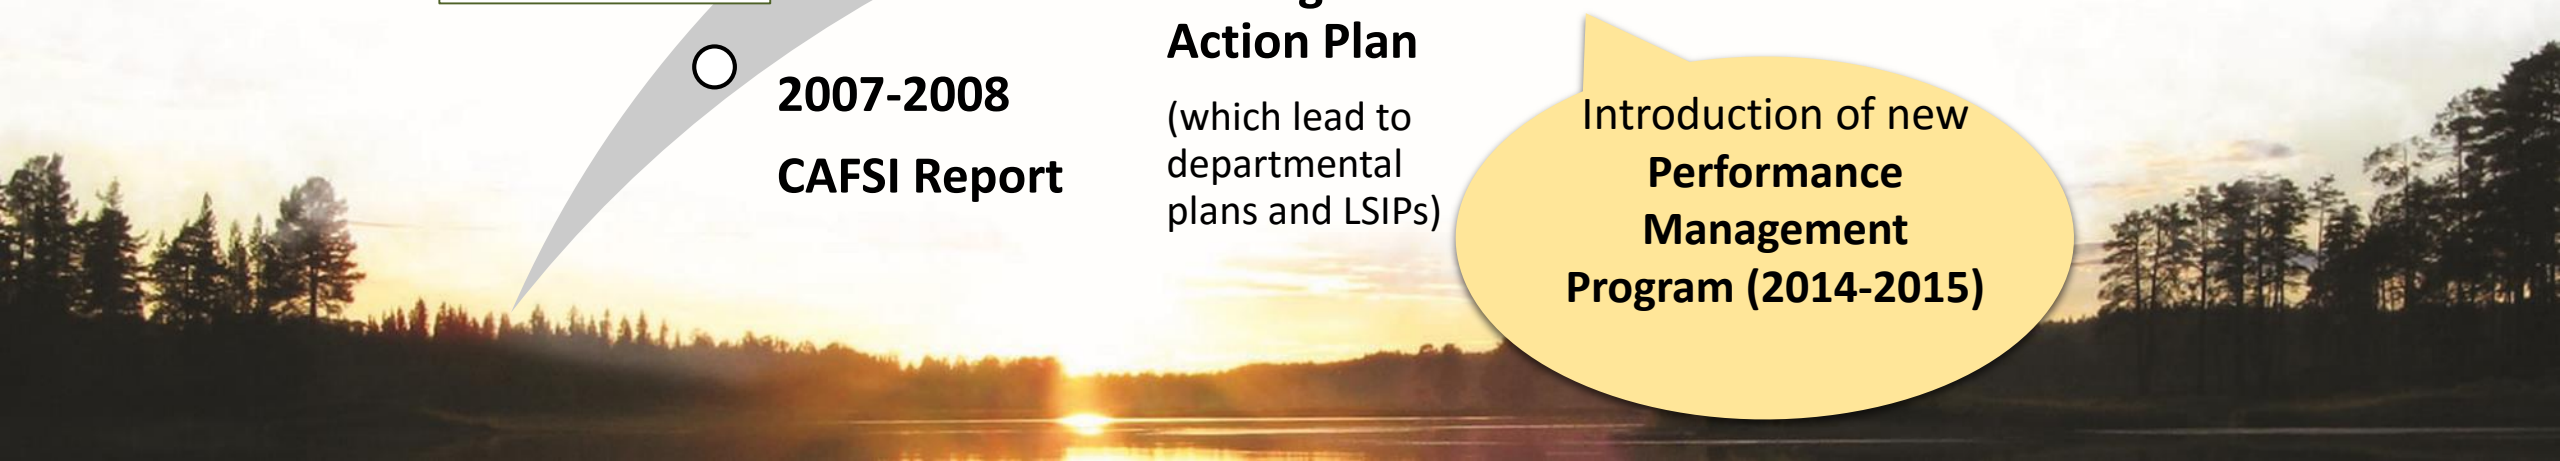 2007-2008
CAFSI Report
Action Plan
(which lead to
departmental
plans and LSIPs)
Introduction of new
Performance
Management
Program (2014-2015)